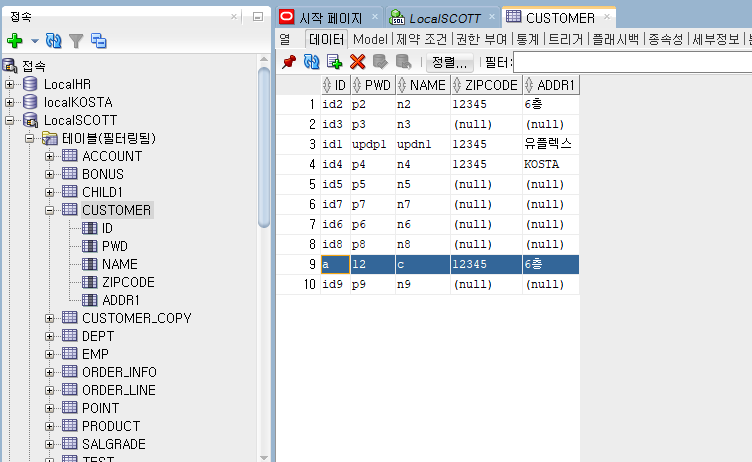 접속
접속
LocalHR
localKOSTA
LocalSCOTT
테이블(필터링됨)
ACCOUNT
BONUS
CHILD1
CUSTOMER
ID
PWD
NAME
ZIPCODE
ADDR1
CUSTOMER_COPY
DEPT
EMP
ORDER_INFO
ORDER_LINE
POINT
PRODUCT
SALGRADE
TEST
시작 페이지 LocalSCOTT CUSTOMER
열 데이터 Model 제약 조건 권한 부여 통계 트리거 플래시백 종속성 세부정보
정렬... 필터:
ID PWD NAME ZIPCODE ADDR1
1 id2 p2 n2 12345 6층
2 id3 p3 n3 (null) (null)
3 id1 updp1 updn1 12345 유플렉스
4 id4 p4 n4 12345 KOSTA
5 id5 p5 n5 (null) (null)
6 id7 p7 n7 (null) (null)
7 id6 p6 n6 (null) (null)
8 id8 p8 n8 (null) (null)
9 a 12 c 12345 6층
10 id9 p9 n9 (null) (null)